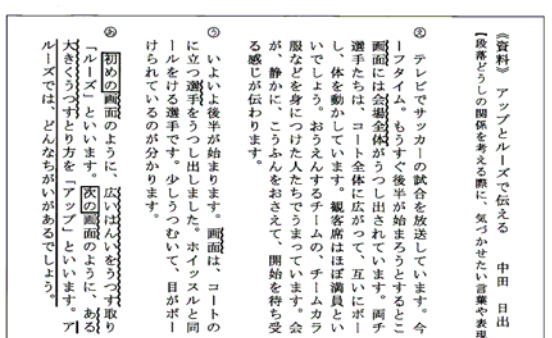 《資料》 アップとルーズで伝える 中田 日出
【段落どうしの関係を考える際に、気づかせたい言葉や表現
テレビでサッカーの試合を放送しています。今
ーフタイム。もうすぐ後半が始まろうとするとこ
画面には会場全体がうつし出されています。両チ
選手たちは、コート全体に広がって、互いにボー
し、体を動かしています。観客席はほぼ満員とい
いでしょう。おうえんするチームの、チームカラ
服などを身につけた人たちでうまっています。会
が、静かに、こうふんをおさえて、開始を待ち受
る感じが伝わります。
いよいよ後半が始まります。画面は、コートの
に立つ選手をうつし出しました。ホイッスルと同
ールをける選手です。少しうつむいて、目がボー
けられているのが分かります。
初めの画面のように、広いはんいをうつす取り
「ルーズ」といいます。次の画面のように、ある
大きくうつすとり方を「アップ」といいます。ア
ルーズでは、どんなちがいがあるでしょう。